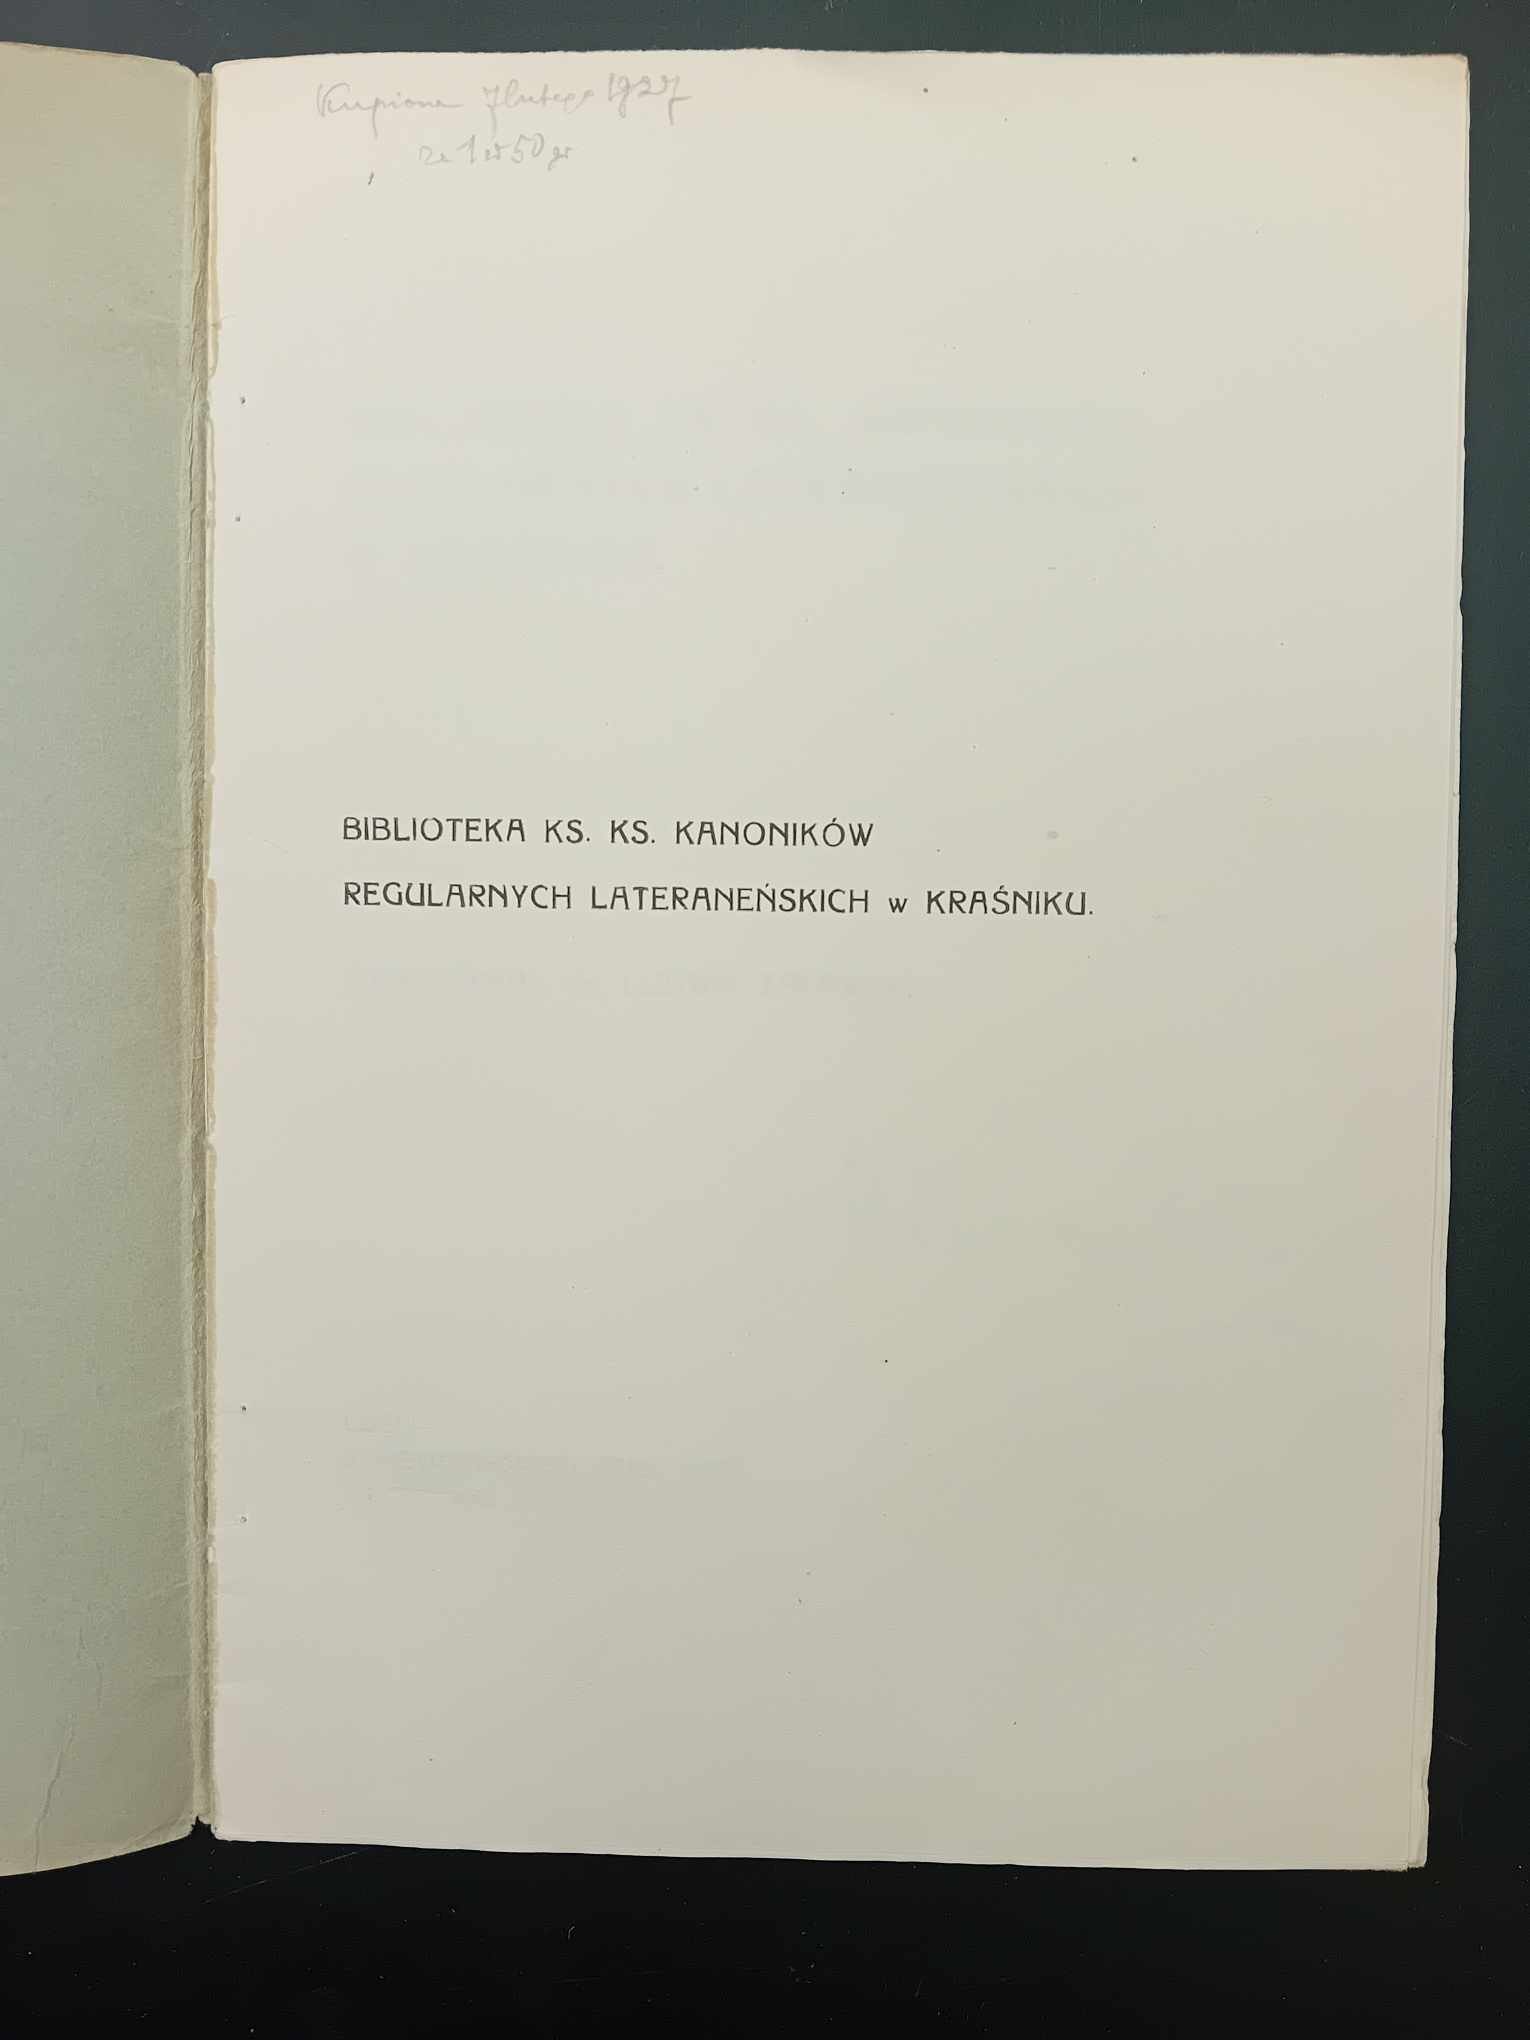 Kupiona 7 lutego 1927
za 1 zł 50 gr
BIBLIOTEKA KS. KS. KANONIKÓW
REGULARNYCH LATERANEŃSKICH w KRAŚNIKU.